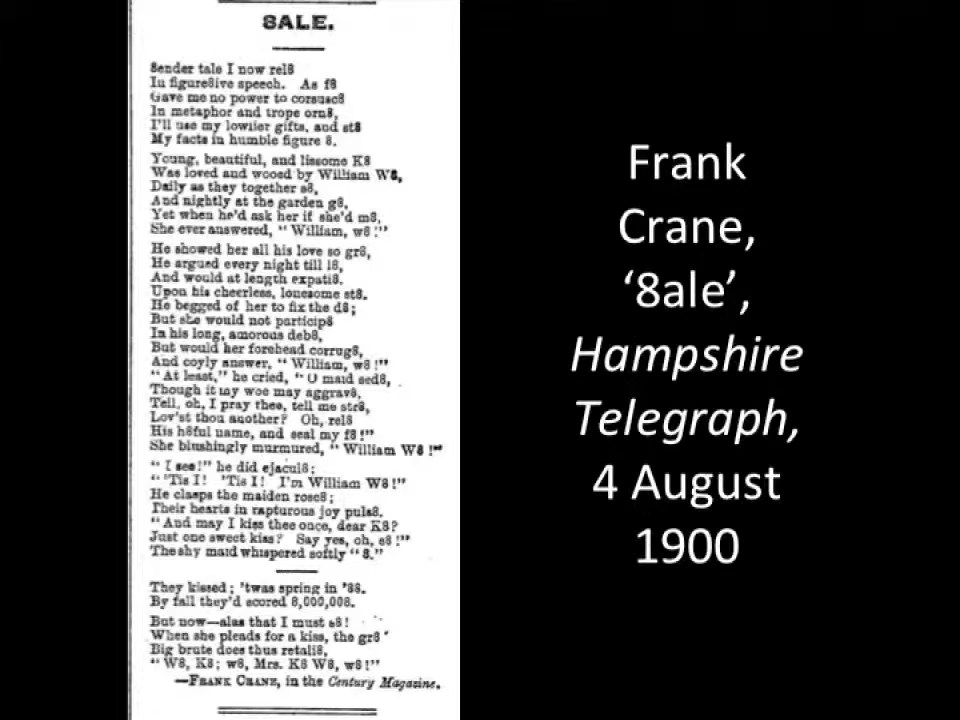 8ALE.
8ender tale I now rel8
In figure8ive speech. As f8
Gave me no power to corsusc8
In metaphor and trope orn8,
I'll use my lowlier gifts, and st8
My facts in humble figure 8.
Young, beautiful, and lissome K8
Was loved and wooed by William W8,
Daily as they together s8,
And nightly at the garden g8,
Yet when he'd ask her if she'd m8,
She ever answered, "William, w8!"
He showed her all his love so gr8,
He argued every night till l8,
And would at length expati8.
Upon his cheerless, lonesome st8.
He begged of her to fix the d8;
But she would not particip8
In his long, amorous deb8,
But would her forehead corrug8,
And coyly answer, "William, w8!"
"At least," he cried, "O maid sed8,
Though it my woe may aggrav8,
Tell, oh, I pray thee, tell me str8,
Lov'st thou another? Oh, rel8
His h8ful name, and seal my f8!"
She blushingly murmured, "William W8!"
"I see!" he did ejacul8;
"'Tis I! 'Tis I! I'm William W8!"
He clasps the maiden rose8;
Their hearts in rapturous joy puls8.
"And may I kiss thee once, dear K8?
Just one sweet kiss? Say yes, oh, s8!"
The shy maid whispered softly "8."
They kissed; 'twas spring in '88.
By fall they'd scored 8,000,008.
But now—alas that I must s8!
When she pleads for a kiss, the gr8
Big brute does thus retali8,
"W8, K8; w8, Mrs. K8 W8, w8!"
—FRANK CRANE, in the Century Magazine.
Frank
Crane,
‘8ale’,
Hampshire
Telegraph,
4 August
1900